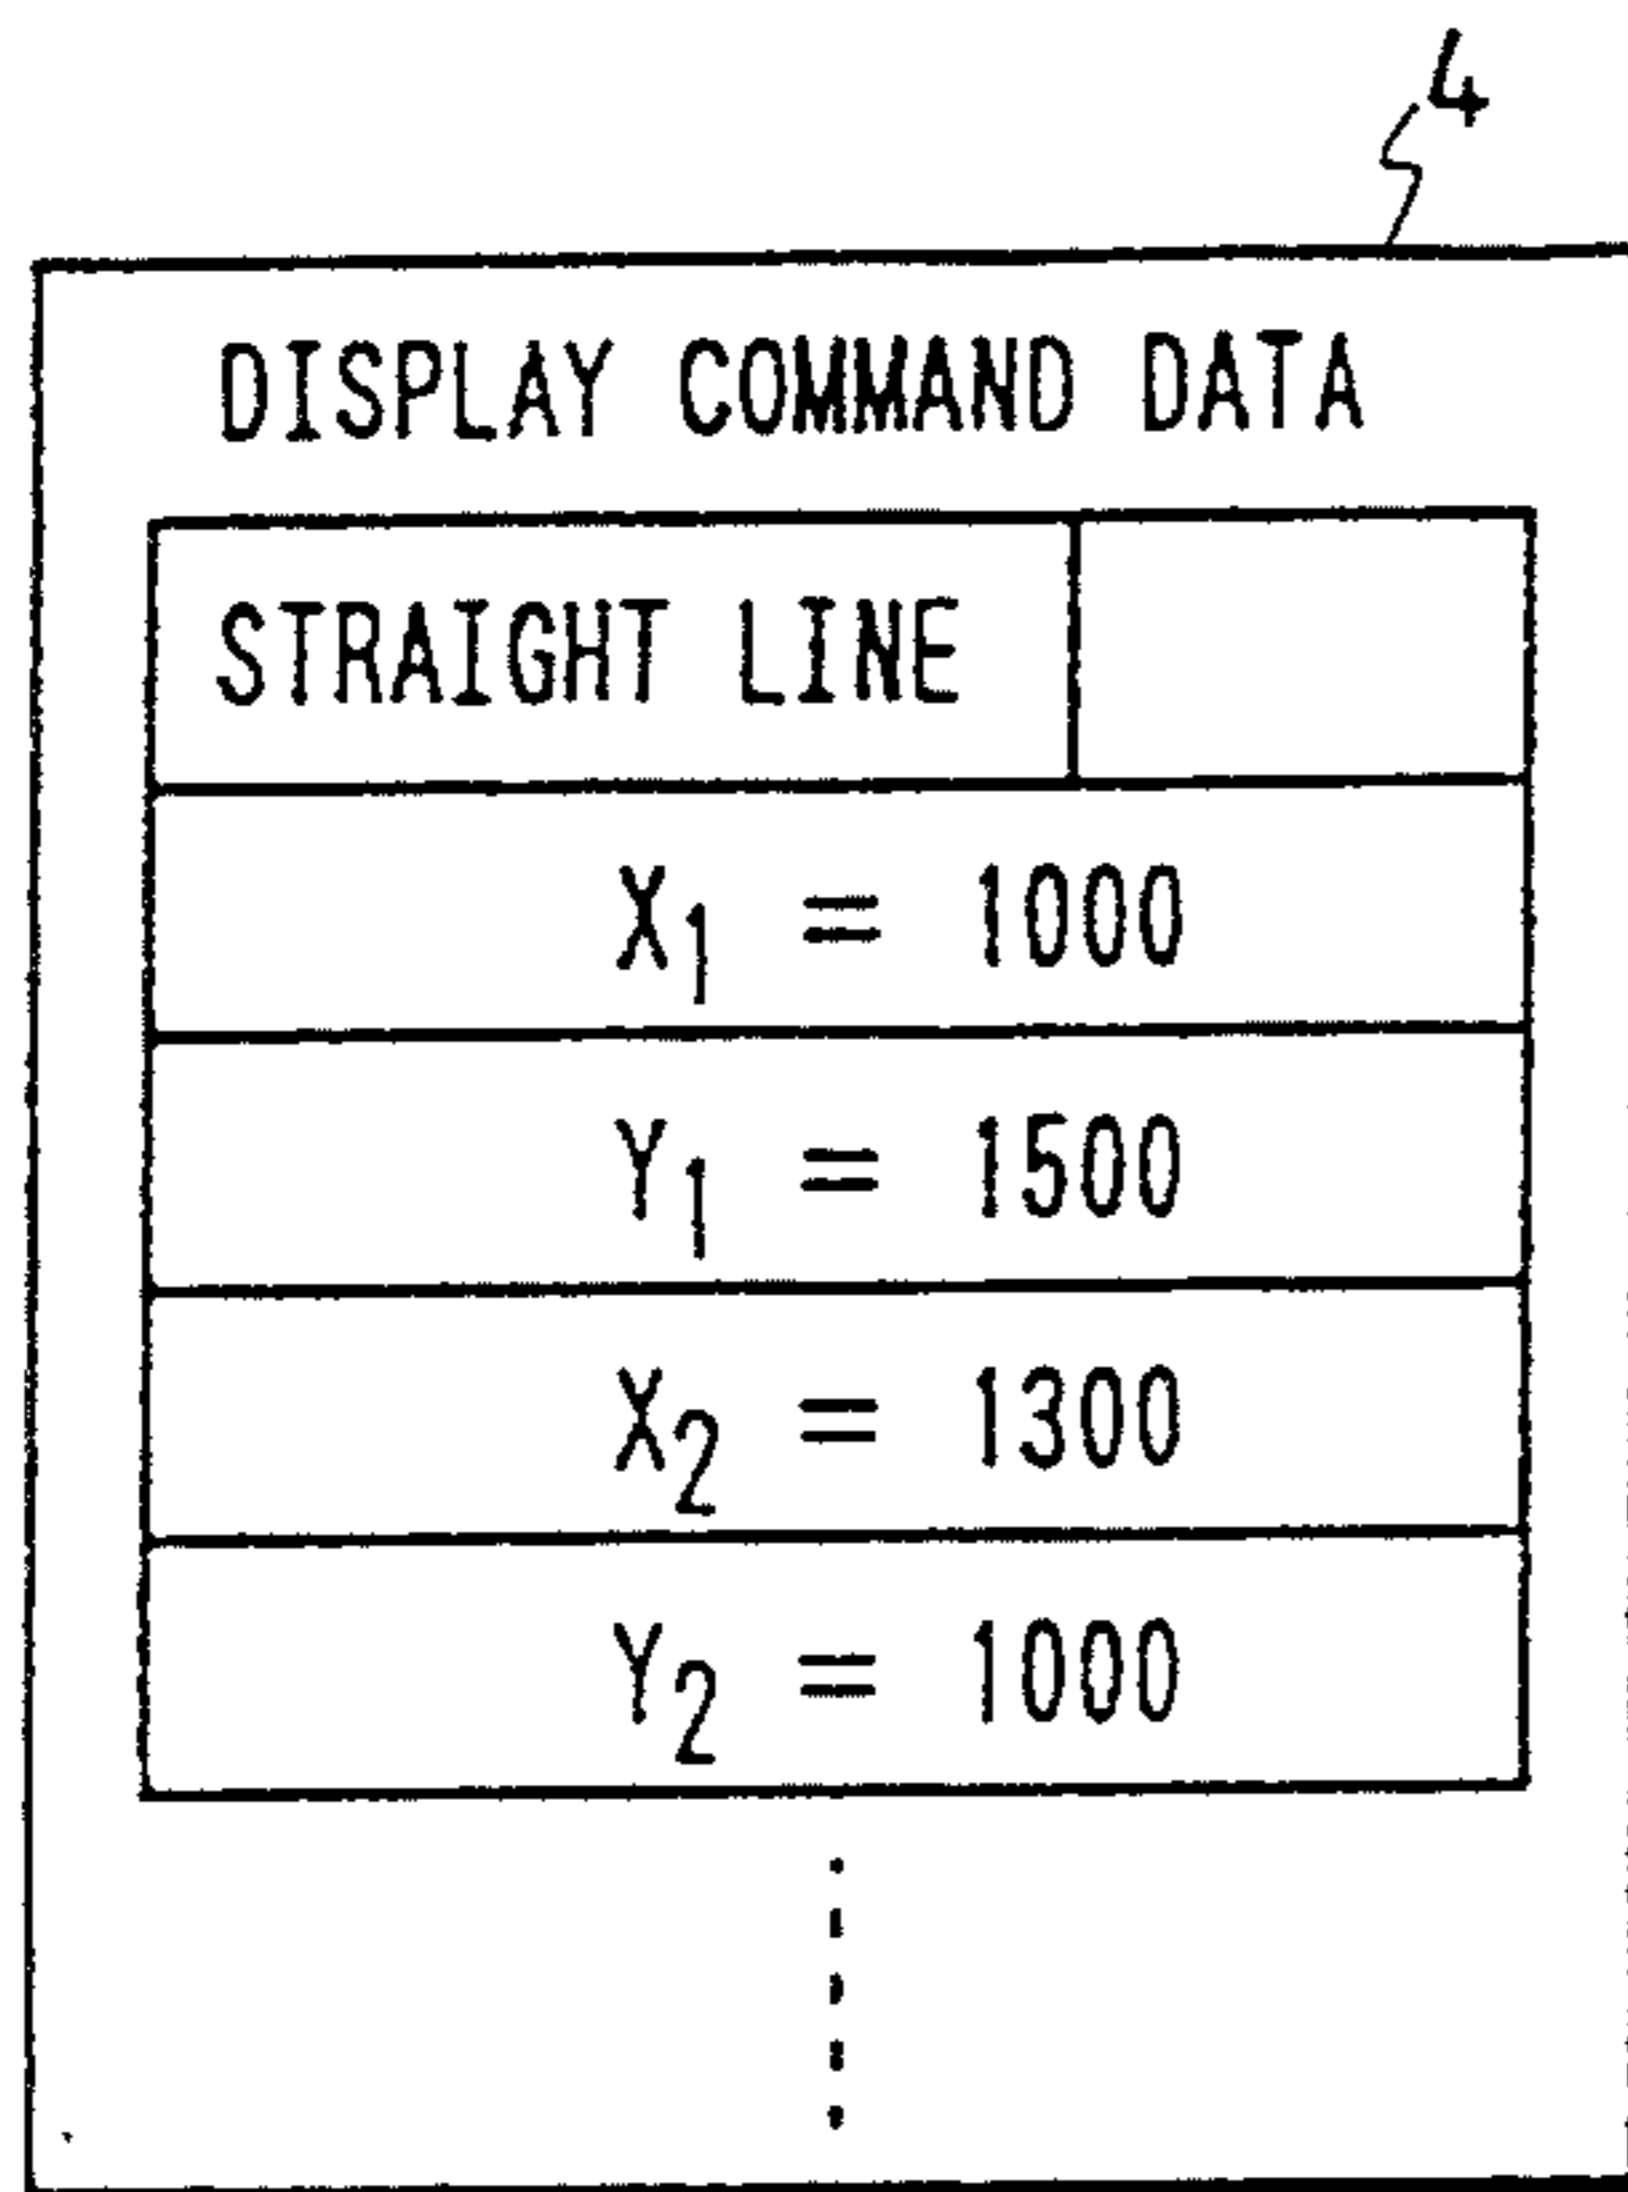 4
DISPLAY COMMAND DATA
STRAIGHT LINE
X₁ = 1000
Y₁ = 1500
X₂ = 1300
Y₂ = 1000